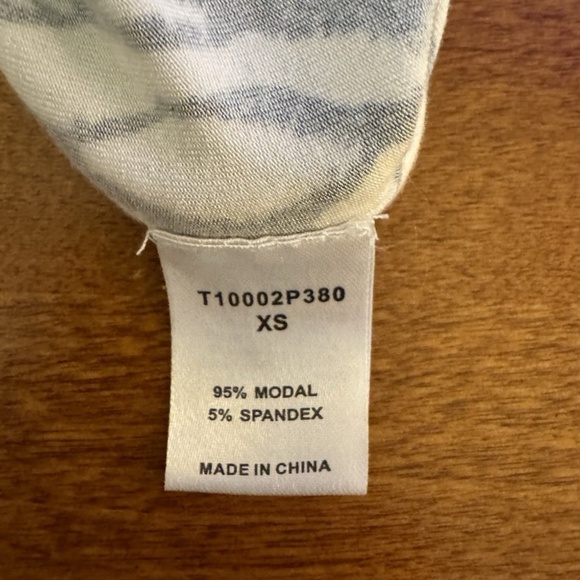 T10002P380
XS
95% MODAL
5% SPANDEX
MADE IN CHINA